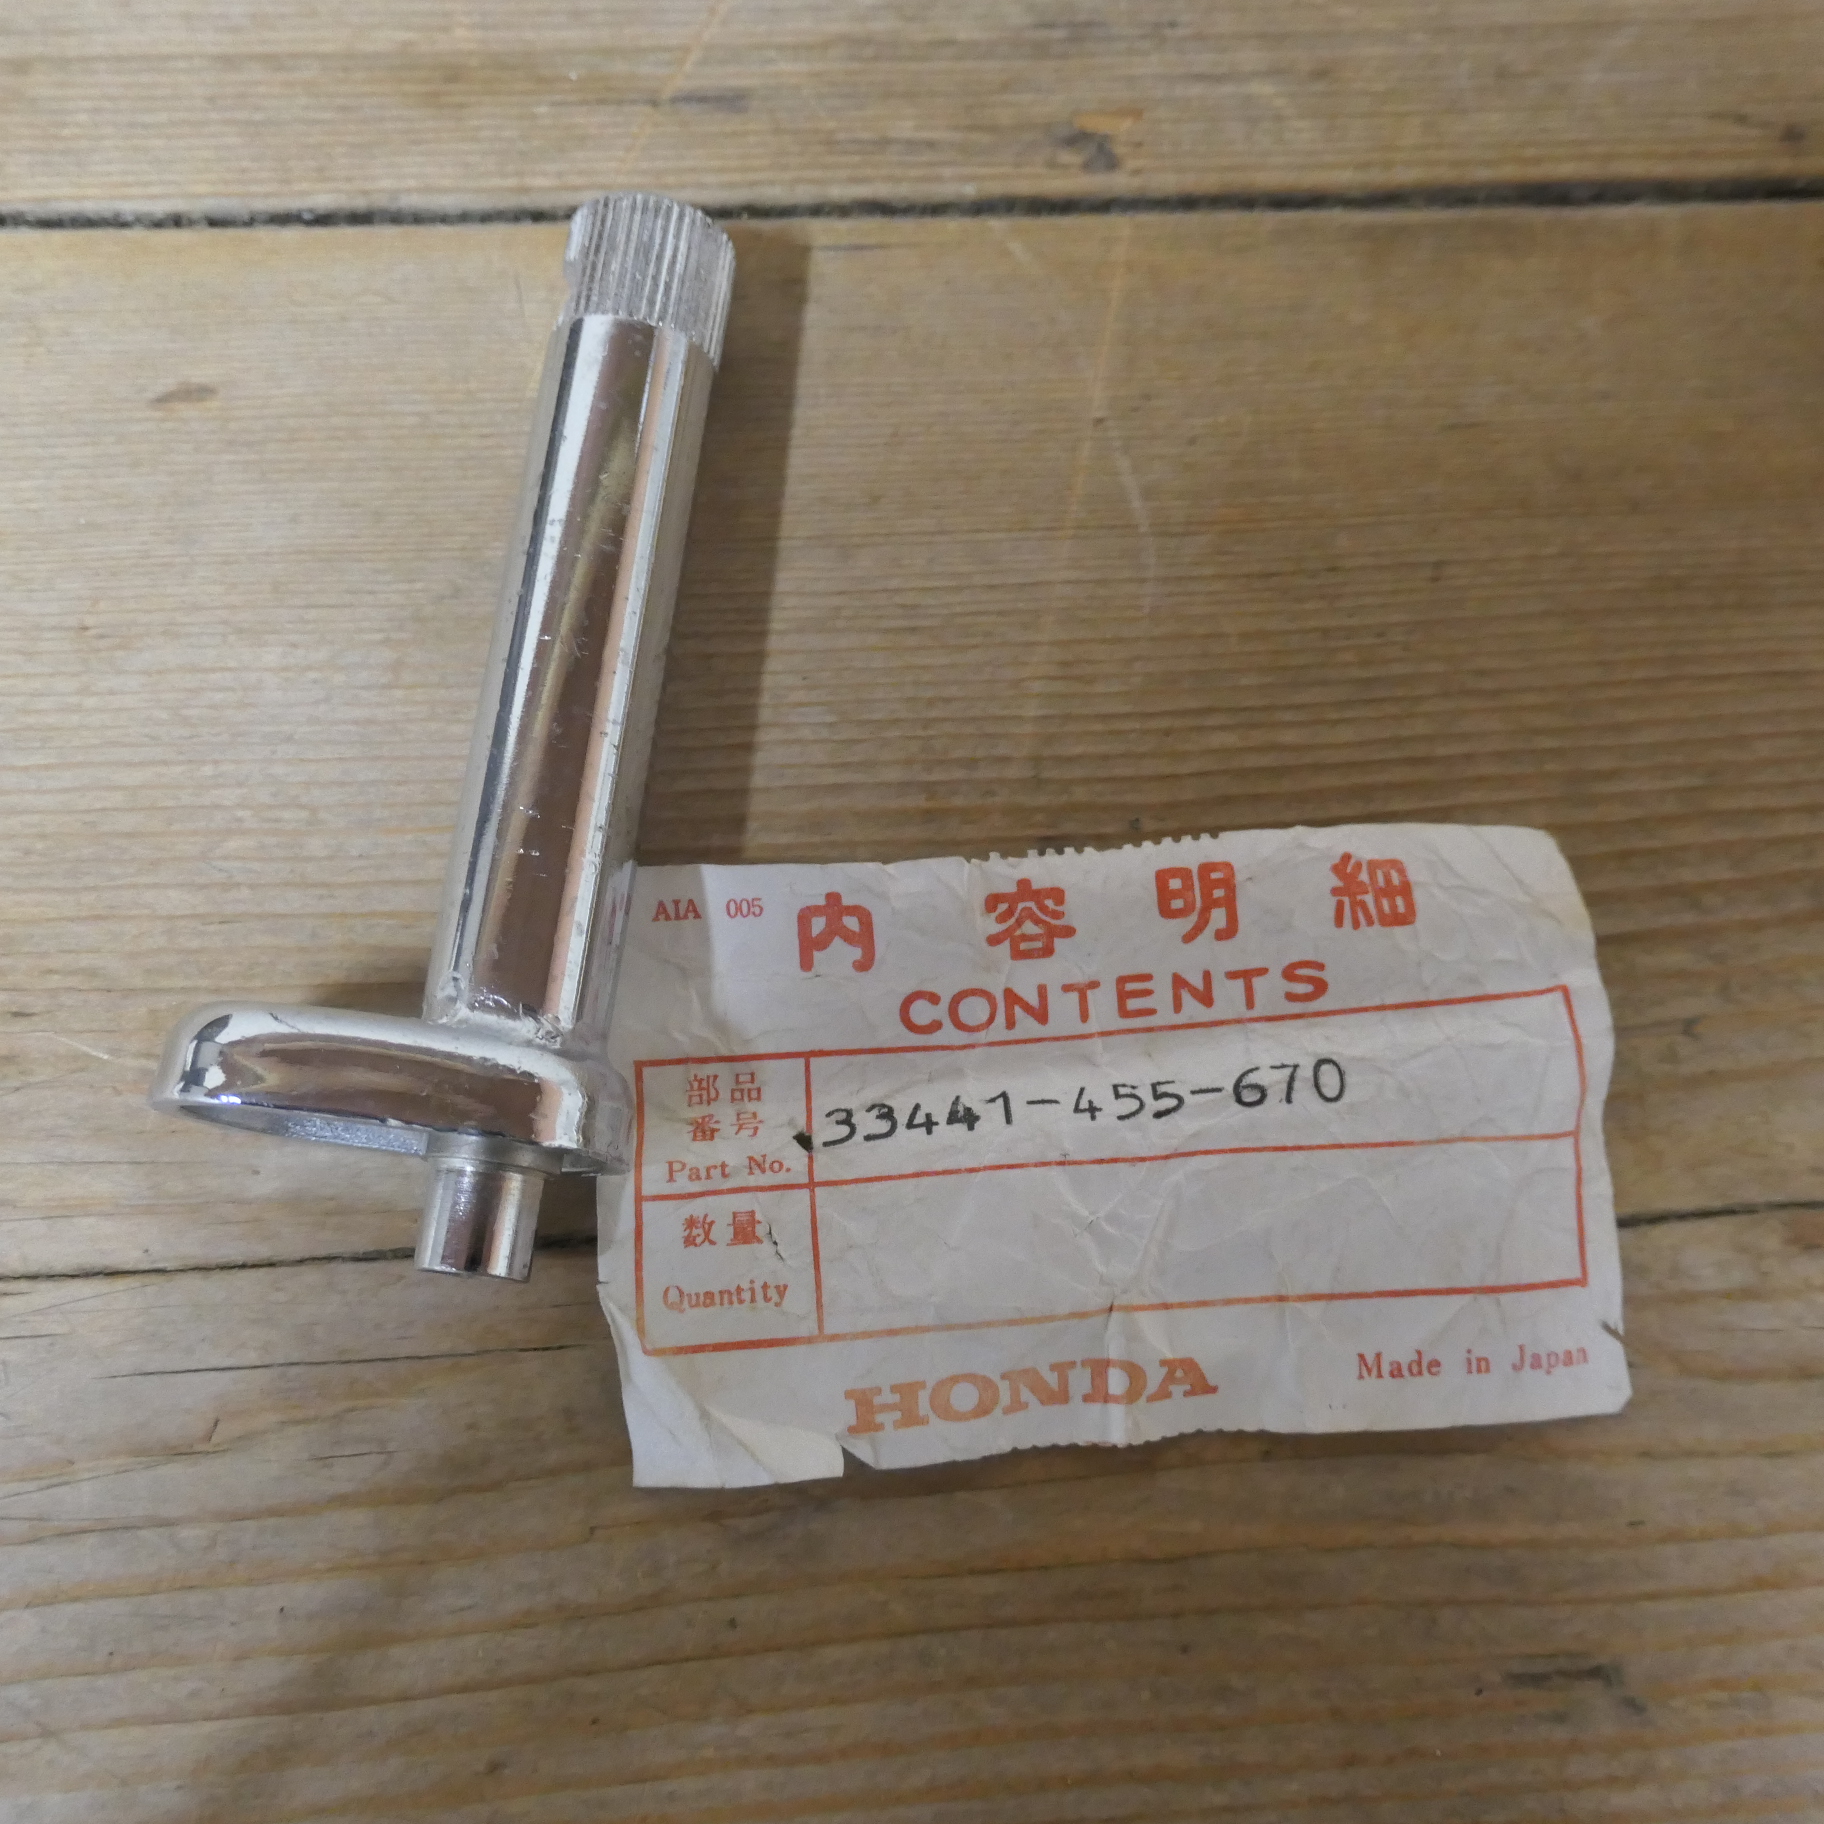 AIA 005 内容明細
CONTENTS
部品
番号
Part No.
33441-455-670
数量
Quantity
HONDA
Made in Japan